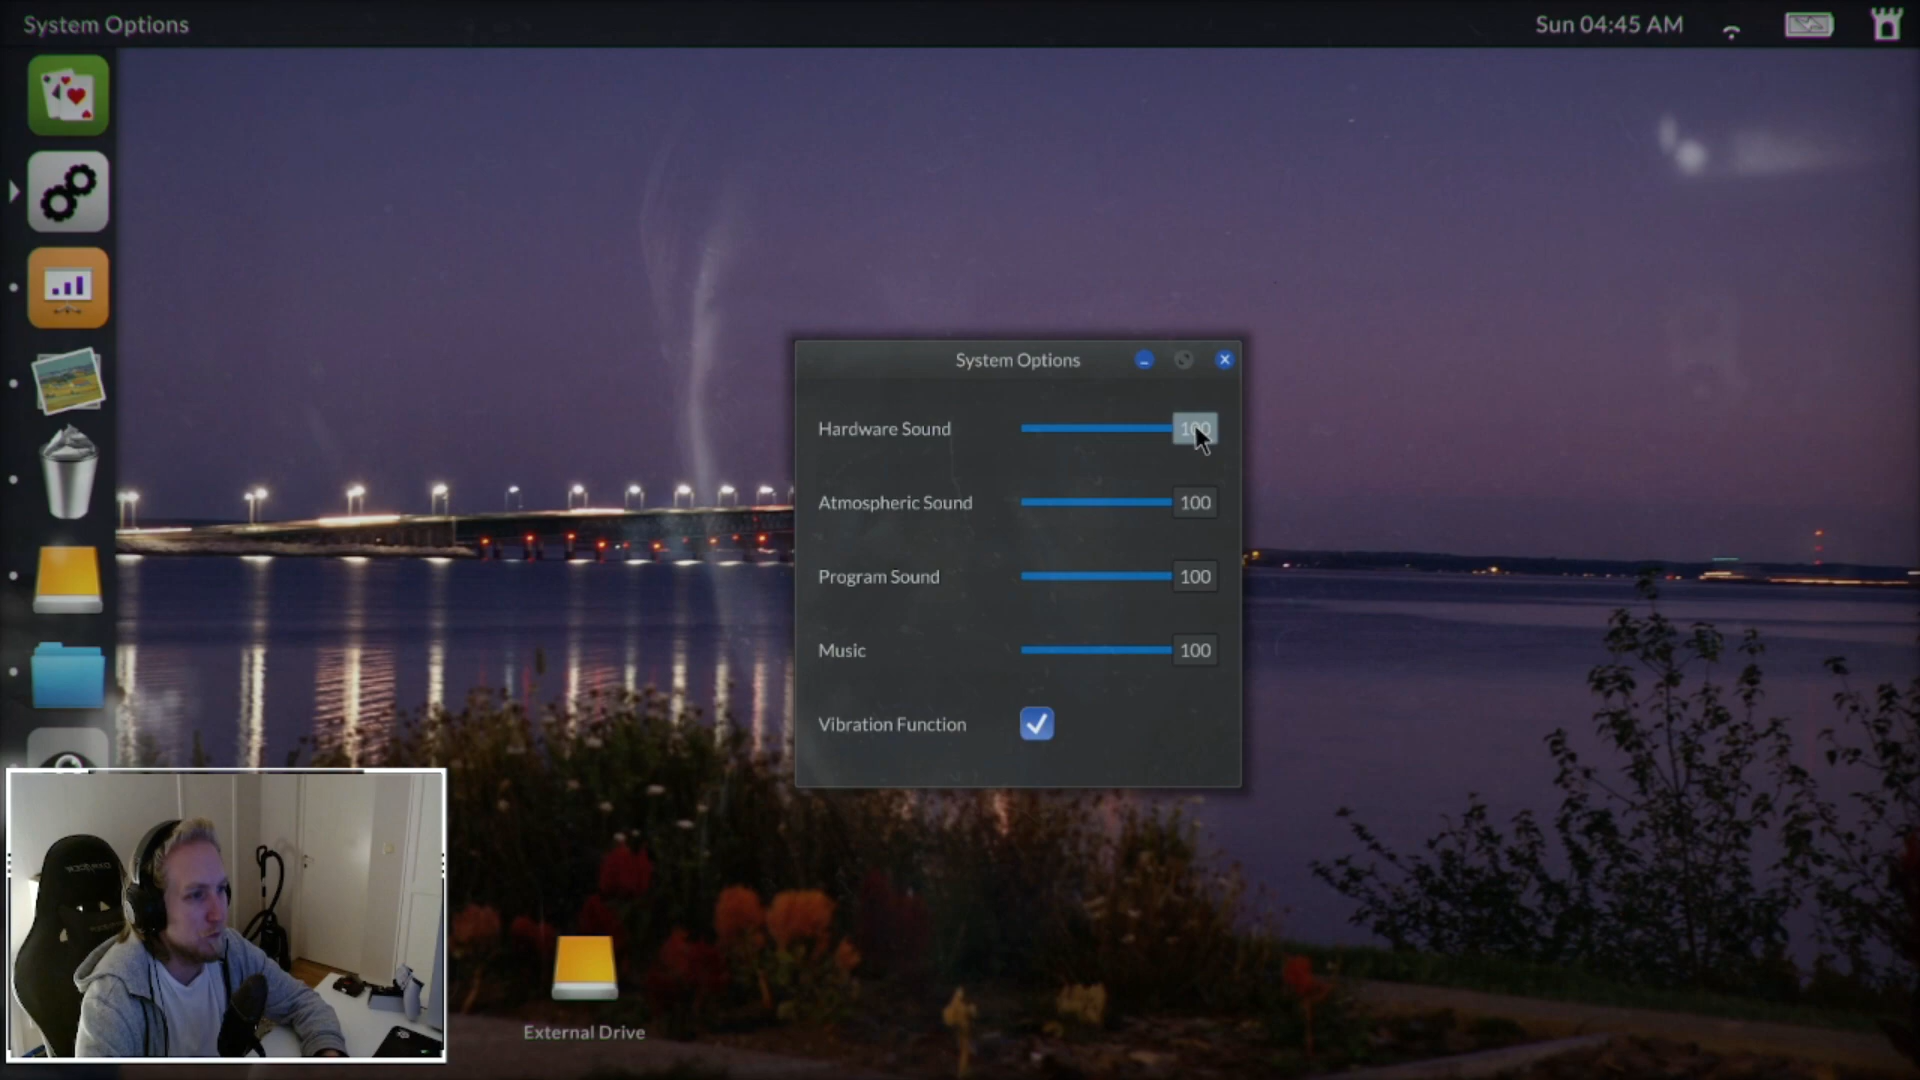 System Options
Sun 04:45 AM
System Options
Hardware Sound
100
Atmospheric Sound
100
Program Sound
100
Music
100
Vibration Function
External Drive